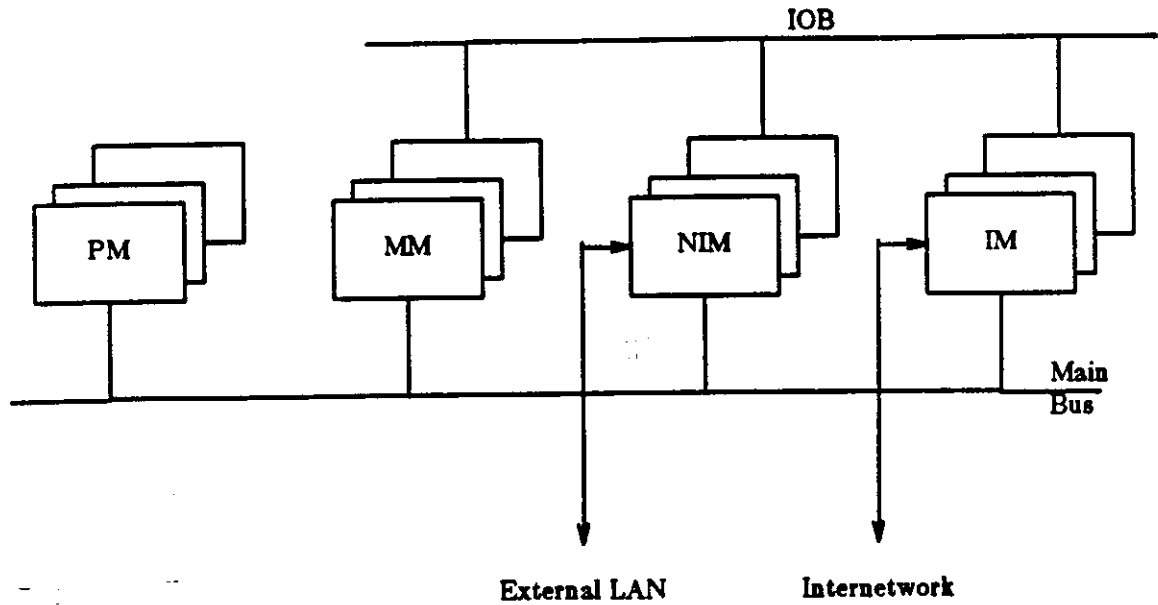 IOB
PM
MM
NIM
IM
Main
Bus
External LAN
Internetwork